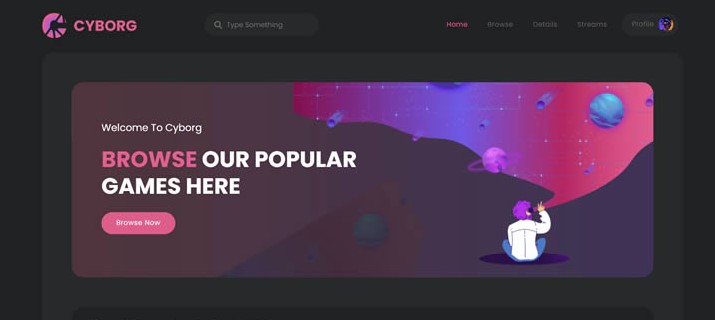 CYBORG
Type Something
Home
Browse
Details
Streams
Profile
Welcome To Cyborg
BROWSE OUR POPULAR
GAMES HERE
Browse Now